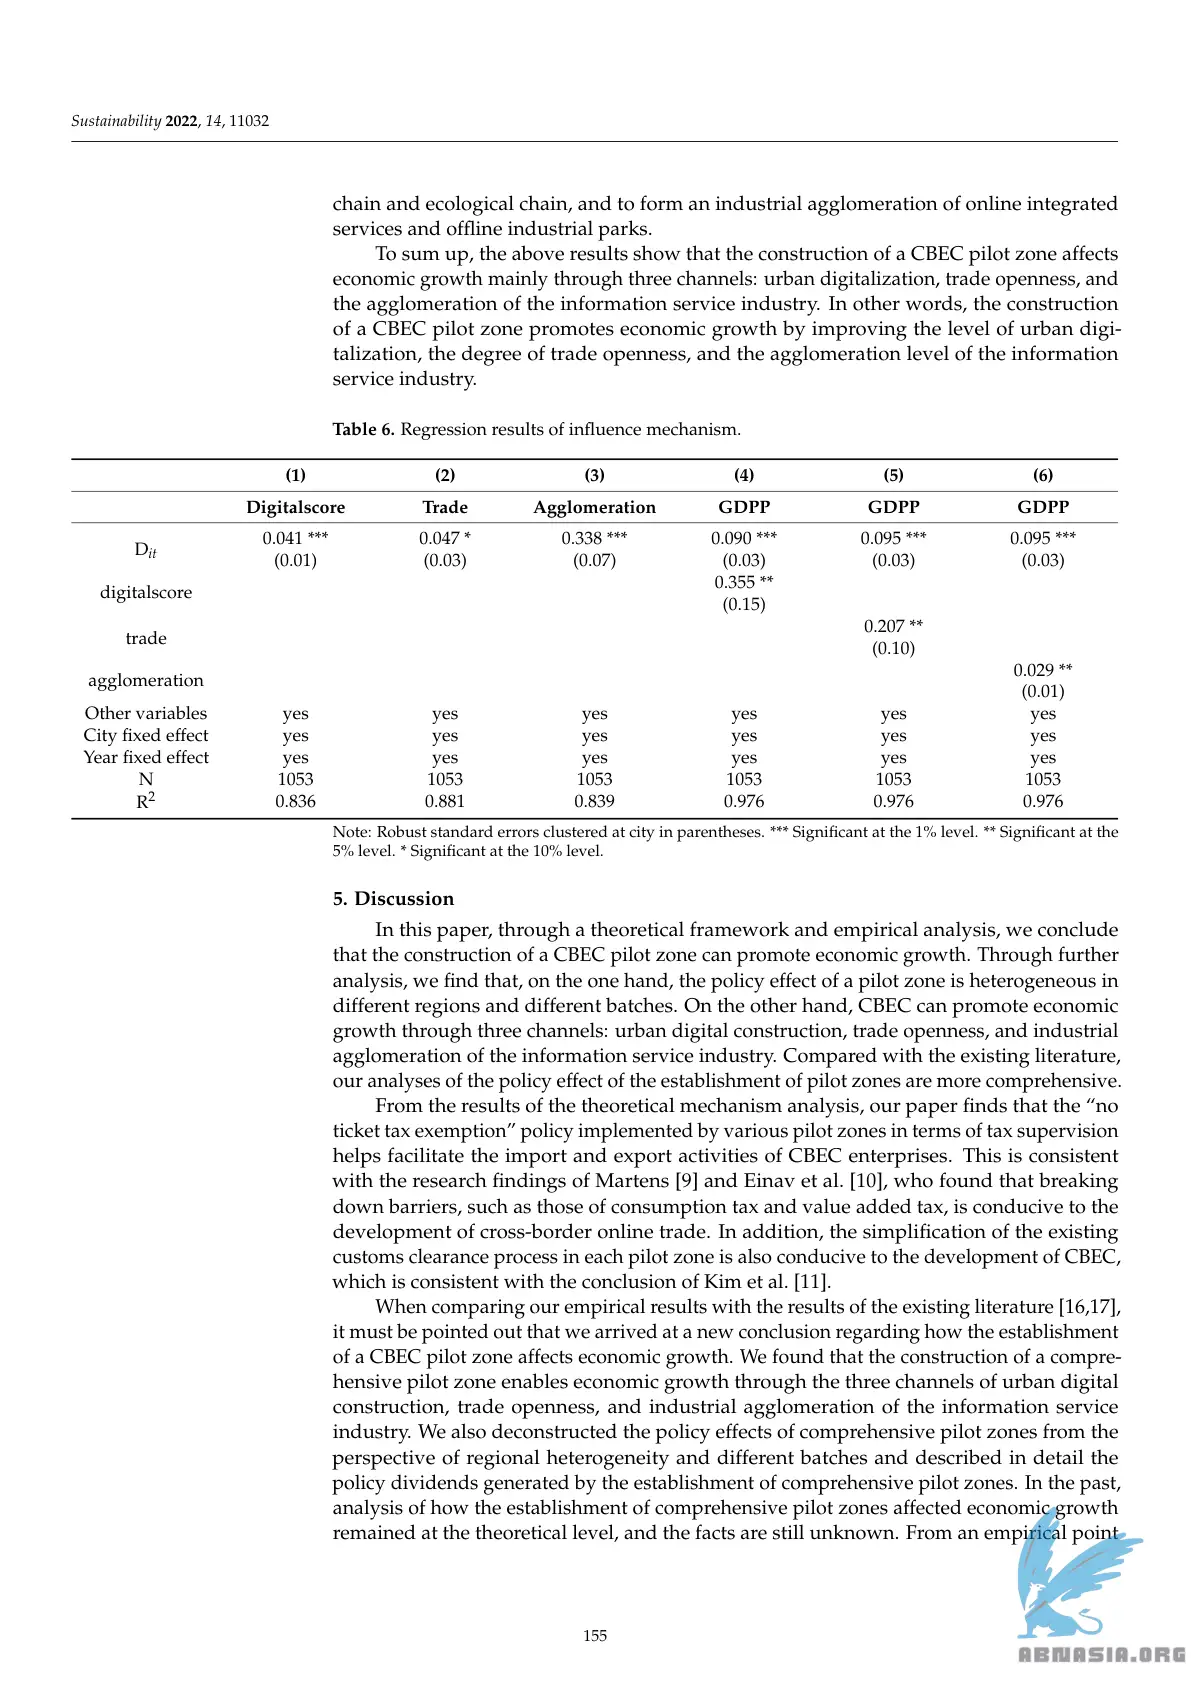 Sustainability 2022, 14, 11032
chain and ecological chain, and to form an industrial agglomeration of online integrated
services and offline industrial parks.
To sum up, the above results show that the construction of a CBEC pilot zone affects
economic growth mainly through three channels: urban digitalization, trade openness, and
the agglomeration of the information service industry. In other words, the construction
of a CBEC pilot zone promotes economic growth by improving the level of urban digi-
talization, the degree of trade openness, and the agglomeration level of the information
service industry.
Table 6. Regression results of influence mechanism.
(1) (2) (3) (4) (5) (6)
Digitalscore Trade Agglomeration GDPP GDPP GDPP
Dit 0.041 *** 0.047 * 0.338 *** 0.090 *** 0.095 *** 0.095 ***
(0.01) (0.03) (0.07) (0.03) (0.03) (0.03)
digitalscore 0.355 **
(0.15)
trade 0.207 **
(0.10)
agglomeration 0.029 **
(0.01)
Other variables yes yes yes yes yes yes
City fixed effect yes yes yes yes yes yes
Year fixed effect yes yes yes yes yes yes
N 1053 1053 1053 1053 1053 1053
R2 0.836 0.881 0.839 0.976 0.976 0.976
Note: Robust standard errors clustered at city in parentheses. *** Significant at the 1% level. ** Significant at the
5% level. * Significant at the 10% level.
5. Discussion
In this paper, through a theoretical framework and empirical analysis, we conclude
that the construction of a CBEC pilot zone can promote economic growth. Through further
analysis, we find that, on the one hand, the policy effect of a pilot zone is heterogeneous in
different regions and different batches. On the other hand, CBEC can promote economic
growth through three channels: urban digital construction, trade openness, and industrial
agglomeration of the information service industry. Compared with the existing literature,
our analyses of the policy effect of the establishment of pilot zones are more comprehensive.
From the results of the theoretical mechanism analysis, our paper finds that the “no
ticket tax exemption” policy implemented by various pilot zones in terms of tax supervision
helps facilitate the import and export activities of CBEC enterprises. This is consistent
with the research findings of Martens [9] and Einav et al. [10], who found that breaking
down barriers, such as those of consumption tax and value added tax, is conducive to the
development of cross-border online trade. In addition, the simplification of the existing
customs clearance process in each pilot zone is also conducive to the development of CBEC,
which is consistent with the conclusion of Kim et al. [11].
When comparing our empirical results with the results of the existing literature [16,17],
it must be pointed out that we arrived at a new conclusion regarding how the establishment
of a CBEC pilot zone affects economic growth. We found that the construction of a compre-
hensive pilot zone enables economic growth through the three channels of urban digital
construction, trade openness, and industrial agglomeration of the information service
industry. We also deconstructed the policy effects of comprehensive pilot zones from the
perspective of regional heterogeneity and different batches and described in detail the
policy dividends generated by the establishment of comprehensive pilot zones. In the past,
analysis of how the establishment of comprehensive pilot zones affected economic growth
remained at the theoretical level, and the facts are still unknown. From an empirical point
155
ABNASIA.ORG